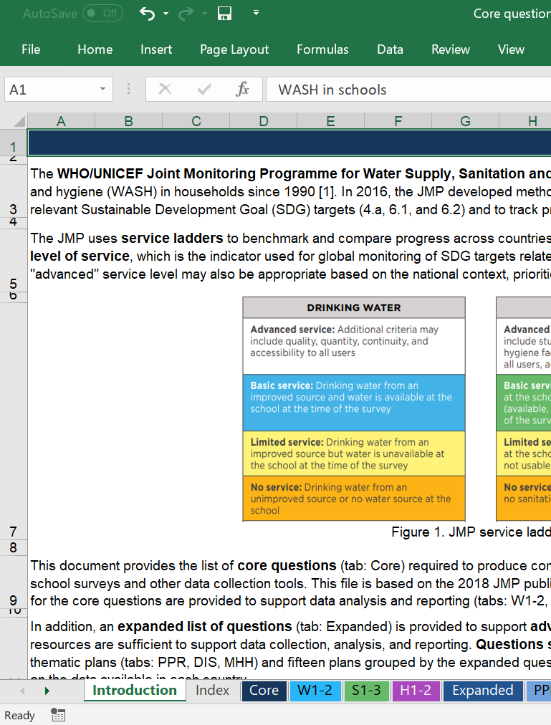 AutoSave Off
Core question
File Home Insert Page Layout Formulas Data Review View
A1 fx WASH in schools
A B C D E F G H
1
2
The WHO/UNICEF Joint Monitoring Programme for Water Supply, Sanitation and
and hygiene (WASH) in households since 1990 [1]. In 2016, the JMP developed metho
3 relevant Sustainable Development Goal (SDG) targets (4.a, 6.1, and 6.2) and to track p
4
The JMP uses service ladders to benchmark and compare progress across countries
level of service, which is the indicator used for global monitoring of SDG targets relate
5 "advanced" service level may also be appropriate based on the national context, prioriti
6
DRINKING WATER
Advanced service: Additional criteria may
include quality, quantity, continuity, and
accessibility to all users
Basic service: Drinking water from an
improved source and water is available at the
school at the time of the survey
Limited service: Drinking water from an
improved source but water is unavailable at
the school at the time of the survey
No service: Drinking water from an
unimproved source or no water source at the
school
Advanced
include stu
hygiene fa
all users, a
Basic serv
at the scho
(available,
of the surv
Limited se
at the scho
not usable
No service
no sanitati
7 Figure 1. JMP service ladd
8
This document provides the list of core questions (tab: Core) required to produce con
school surveys and other data collection tools. This file is based on the 2018 JMP publi
9 for the core questions are provided to support data analysis and reporting (tabs: W1-2,
10
In addition, an expanded list of questions (tab: Expanded) is provided to support adv
resources are sufficient to support data collection, analysis, and reporting. Questions s
thematic plans (tabs: PPR, DIS, MHH) and fifteen plans grouped by the expanded ques
on the data available in each country
Introduction Index Core W1-2 S1-3 H1-2 Expanded PP
Ready